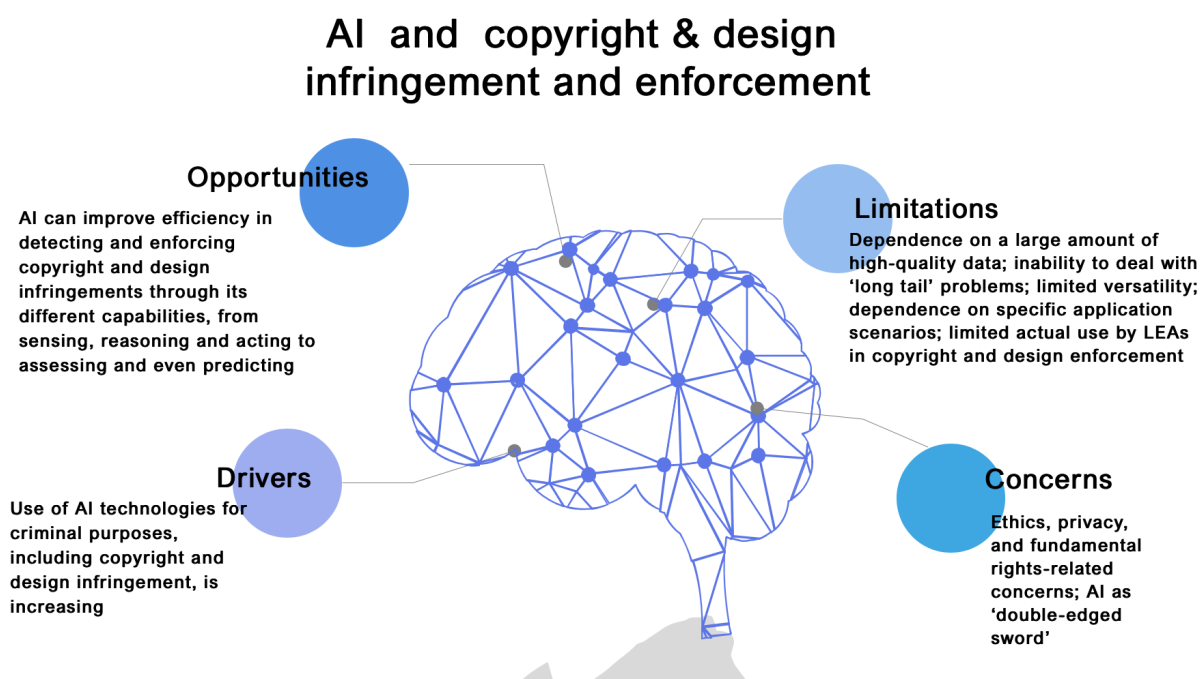 AI and copyright & design
infringement and enforcement
Opportunities
AI can improve efficiency in
detecting and enforcing
copyright and design
infringements through its
different capabilities, from
sensing, reasoning and acting to
assessing and even predicting
Limitations
Dependence on a large amount of
high-quality data; inability to deal with
‘long tail’ problems; limited versatility;
dependence on specific application
scenarios; limited actual use by LEAs
in copyright and design enforcement
Drivers
Use of AI technologies for
criminal purposes,
including copyright and
design infringement, is
increasing
Concerns
Ethics, privacy,
and fundamental
rights-related
concerns; AI as
‘double-edged
sword’